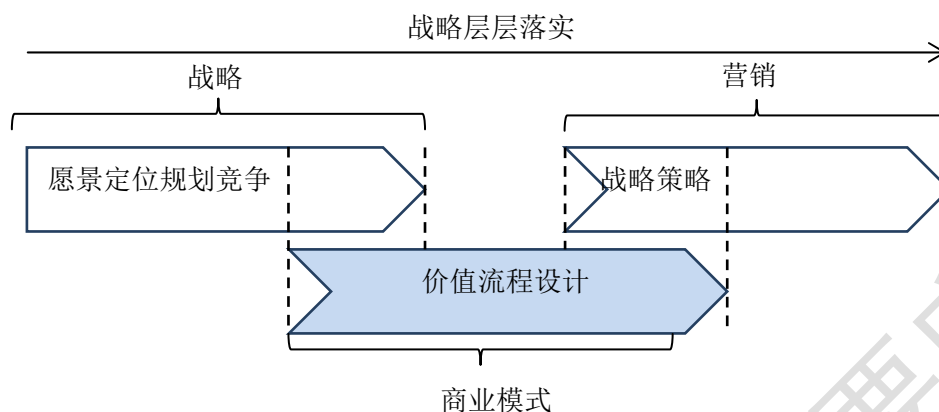 战略层层落实
战略
营销
愿景定位规划竞争
战略策略
价值流程设计
商业模式